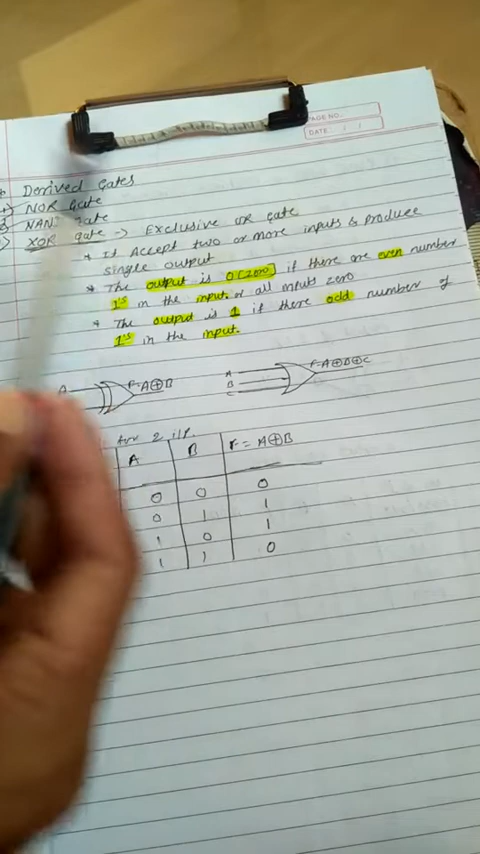 PAGE NO.
DATE: / /
Derived Gates
NOR Gate
NAND Gate
XOR gate -> Exclusive OR gate
* It Accept two or more inputs & produce
single output
* The output is 0 (zero) if there are even number
1's in the input or all inputs zero
* The output is 1 if there odd number of
1's in the input.
A F=A⊕B
A
B
C
F=A⊕B⊕C
for 2 i/p.
A B F = A⊕B
0 0 0
0 1 1
1 0 1
1 1 0